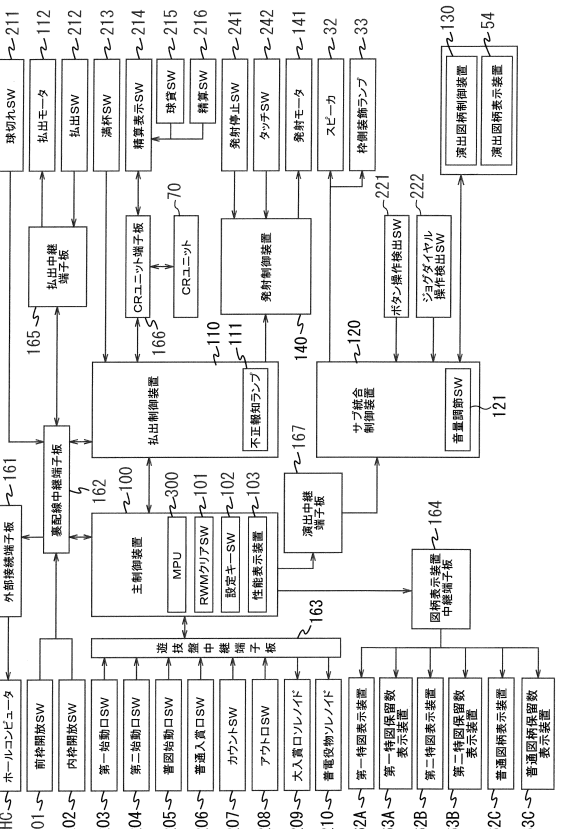 211
球切れSW
112
払出モータ
212
払出SW
213
満杯SW
214
精算表示SW
215
球貸SW
216
精算SW
241
発射停止SW
242
タッチSW
141
発射モータ
32
スピーカ
33
枠側装飾ランプ
130
54
演出図柄制御装置
演出図柄表示装置
払出中継
端子板
165
CRユニット端子板
166
70
CRユニット
発射制御装置
140
221
ボタン操作検出SW
222
ジョグダイヤル
操作検出SW
110
払出制御装置
111
不正報知ランプ
120
サブ統合
制御装置
音量調節SW
121
161
外部接続端子板
裏配線中継端子板
162
100
主制御装置
300
MPU
101
RWMクリアSW
102
設定キーSW
103
性能表示装置
167
演出中継
端子板
164
図柄表示装置
中継端子板
遊技盤中継端子板
163
HC
ホールコンピュータ
01
前枠開放SW
02
内枠開放SW
03
第一始動口SW
04
第二始動口SW
05
普図始動口SW
06
普通入賞口SW
07
カウントSW
08
アウト口SW
09
大入賞口ソレノイド
10
普電役物ソレノイド
62A
第一特図表示装置
63A
第一特図保留数
表示装置
62B
第二特図表示装置
63B
第二特図保留数
表示装置
62C
普通図柄表示装置
63C
普通図柄保留数
表示装置